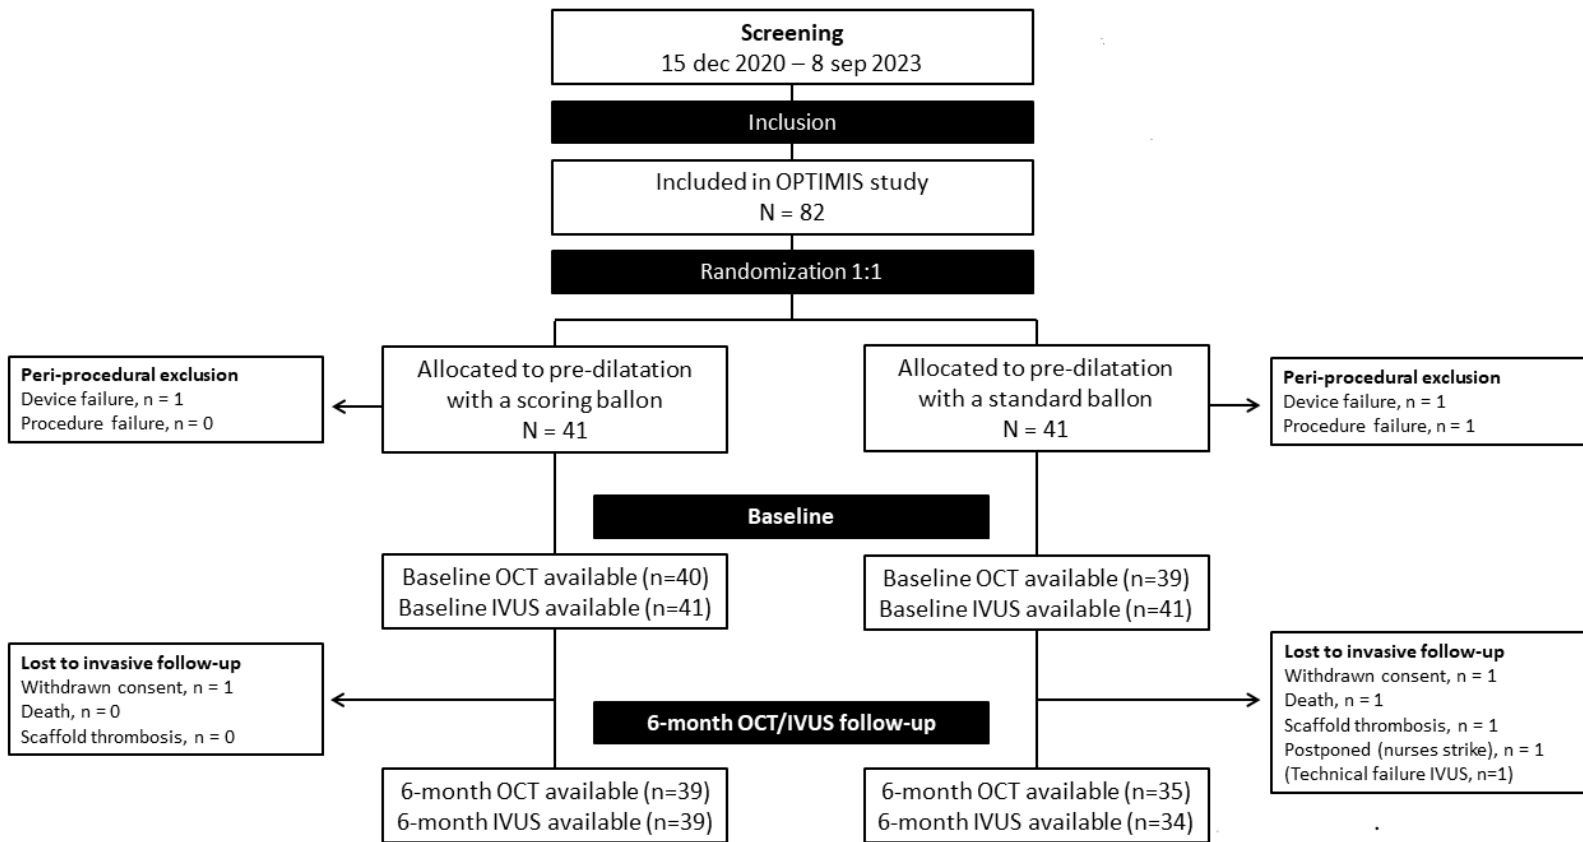 Screening
15 dec 2020 – 8 sep 2023
Inclusion
Included in OPTIMIS study
N = 82
Randomization 1:1
Allocated to pre-dilatation
with a scoring ballon
N = 41
Allocated to pre-dilatation
with a standard ballon
N = 41
Peri-procedural exclusion
Device failure, n = 1
Procedure failure, n = 0
Peri-procedural exclusion
Device failure, n = 1
Procedure failure, n = 1
Baseline
Baseline OCT available (n=40)
Baseline IVUS available (n=41)
Baseline OCT available (n=39)
Baseline IVUS available (n=41)
Lost to invasive follow-up
Withdrawn consent, n = 1
Death, n = 0
Scaffold thrombosis, n = 0
Lost to invasive follow-up
Withdrawn consent, n = 1
Death, n = 1
Scaffold thrombosis, n = 1
Postponed (nurses strike), n = 1
(Technical failure IVUS, n=1)
6-month OCT/IVUS follow-up
6-month OCT available (n=39)
6-month IVUS available (n=39)
6-month OCT available (n=35)
6-month IVUS available (n=34)